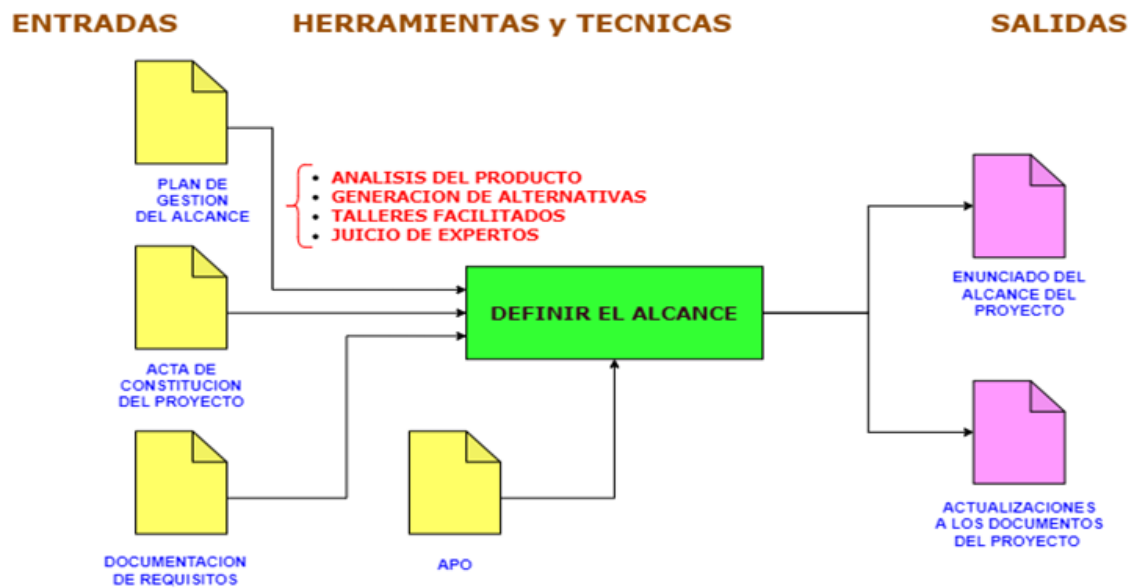 ENTRADAS
HERRAMIENTAS y TECNICAS
SALIDAS
PLAN DE
GESTION
DEL ALCANCE
• ANALISIS DEL PRODUCTO
• GENERACION DE ALTERNATIVAS
• TALLERES FACILITADOS
• JUICIO DE EXPERTOS
DEFINIR EL ALCANCE
ENUNCIADO DEL
ALCANCE DEL
PROYECTO
ACTA DE
CONSTITUCION
DEL PROYECTO
DOCUMENTACION
DE REQUISITOS
APO
ACTUALIZACIONES
A LOS DOCUMENTOS
DEL PROYECTO